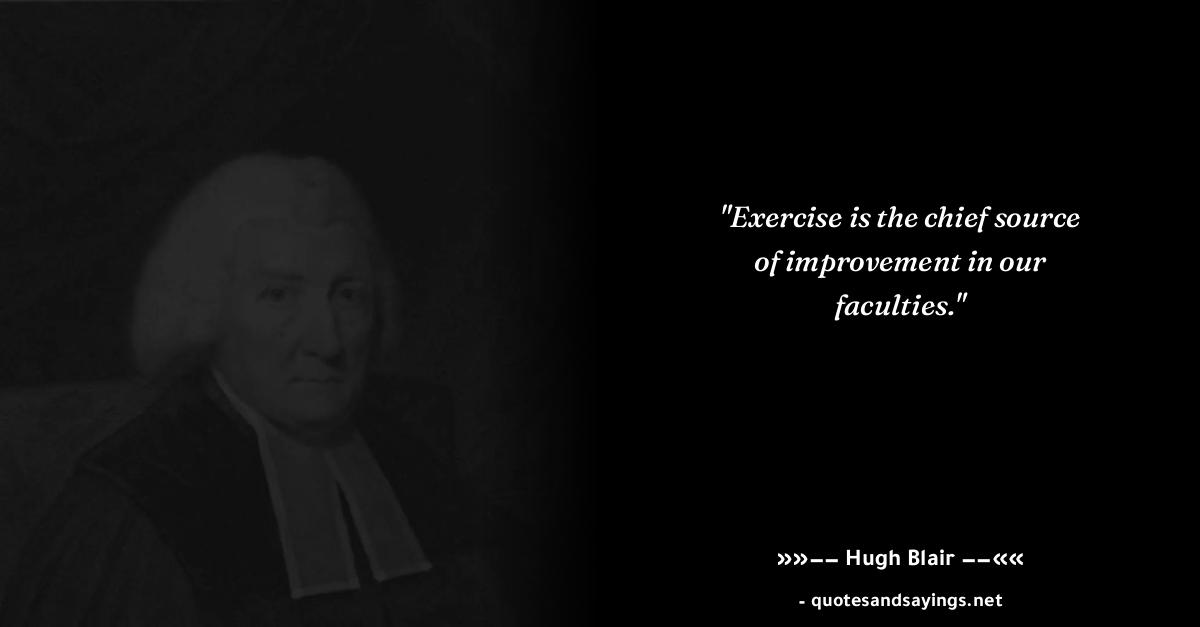 "Exercise is the chief source
of improvement in our
faculties."
»»−− Hugh Blair −−««
- quotesandsayings.net